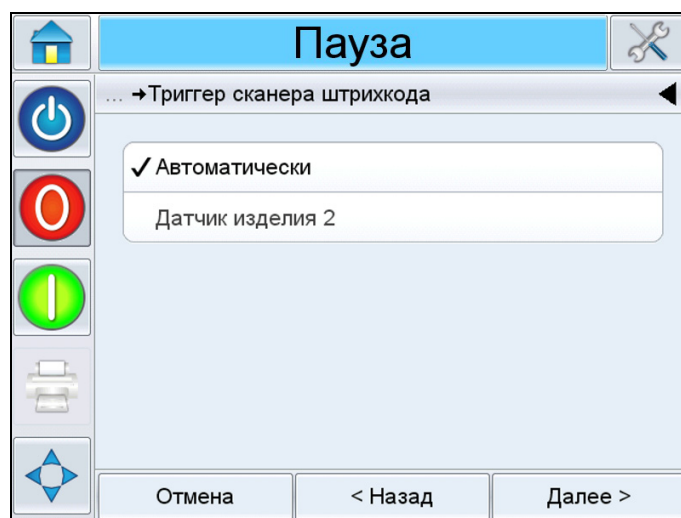 Пауза
... →Триггер сканера штрихкода
✓ Автоматически
Датчик изделия 2
Отмена
< Назад
Далее >